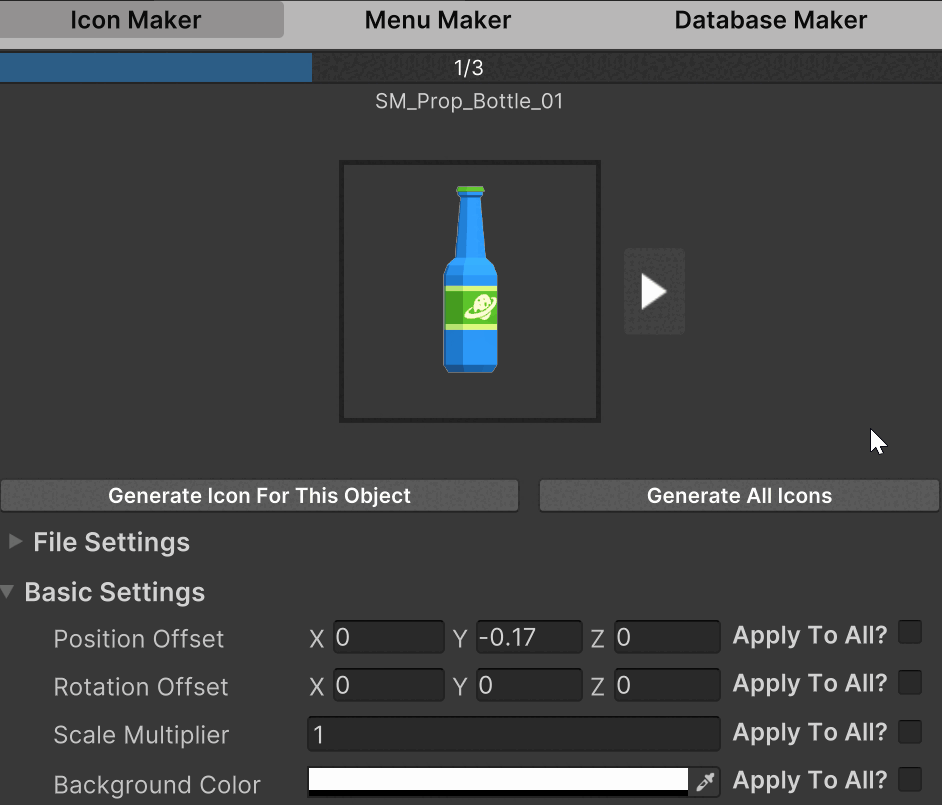 Icon Maker Menu Maker Database Maker
1/3
SM_Prop_Bottle_01
Generate Icon For This Object Generate All Icons
File Settings
Basic Settings
Position Offset X 0 Y -0.17 Z 0 Apply To All?
Rotation Offset X 0 Y 0 Z 0 Apply To All?
Scale Multiplier 1 Apply To All?
Background Color Apply To All?